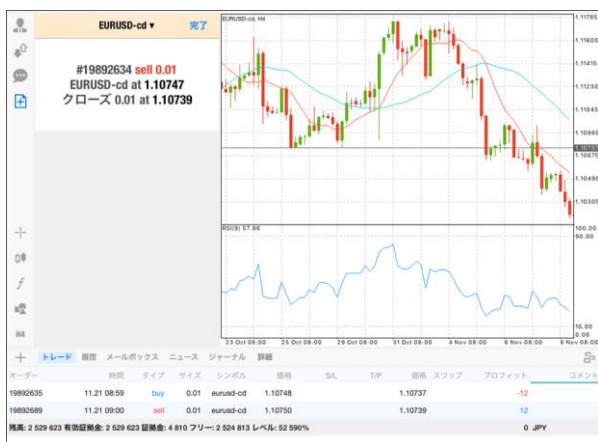 EURUSD-cd ▾ 完了
#19892634 sell 0.01
EURUSD-cd at 1.10747
クローズ 0.01 at 1.10739
EURUSD-cd, H4
1.11785
1.11600
1.11415
1.11230
1.11045
1.10860
1.10737
1.10675
1.10490
1.10305
RSI(9) 57.86
100.00
90.00
10.00
0.00
23 Oct 08:00 25 Oct 08:00 29 Oct 08:00 31 Oct 08:00 4 Nov 08:00 6 Nov 08:00 8 Nov 08:00
H4
トレード 履歴 メールボックス ニュース ジャーナル 詳細
オーダー 時間 タイプ サイズ シンボル 価格 S/L T/P 価格 スワップ プロフィット コメント
19892635 11.21 08:59 buy 0.01 eurusd-cd 1.10748 1.10737 -12
19892689 11.21 09:00 sell 0.01 eurusd-cd 1.10750 1.10739 12
残高: 2 529 623 有効証拠金: 2 529 623 証拠金: 4 810 フリー: 2 524 813 レベル: 52 590% 0 JPY